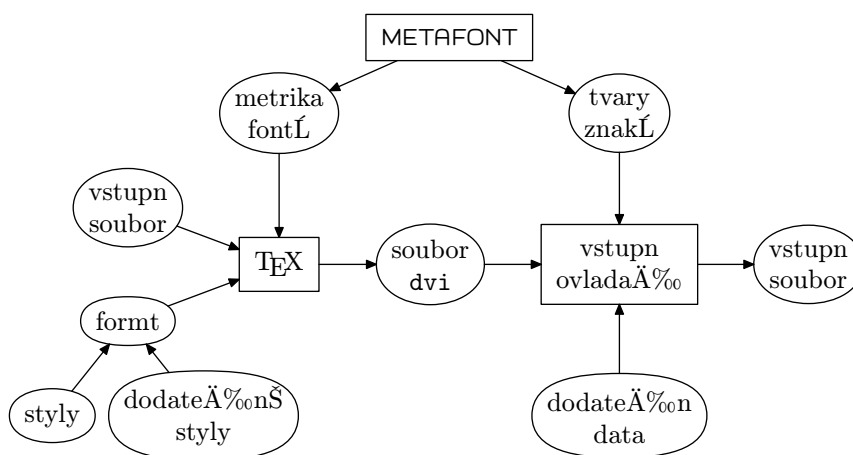 METAFONT
metrika
fontĹ
tvary
znakĹ
vstupn
soubor
TEX
soubor
dvi
vstupn
ovladaÄ‰
vstupn
soubor
formt
styly
dodateÄ‰nŠ
styly
dodateÄ‰n
data